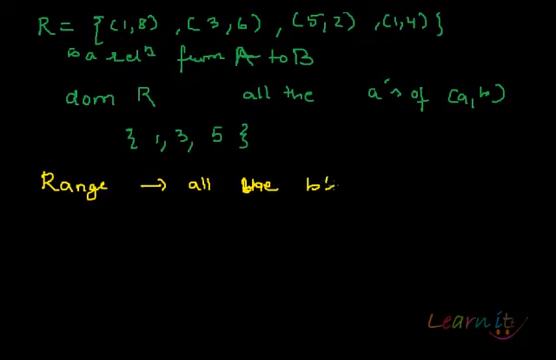 R = {(1,8), (3,6), (5,2), (1,4)}
is a relⁿ from A to B
dom R all the a's of (a,b)
{ 1, 3, 5 }
Range → all the b's
Learnit